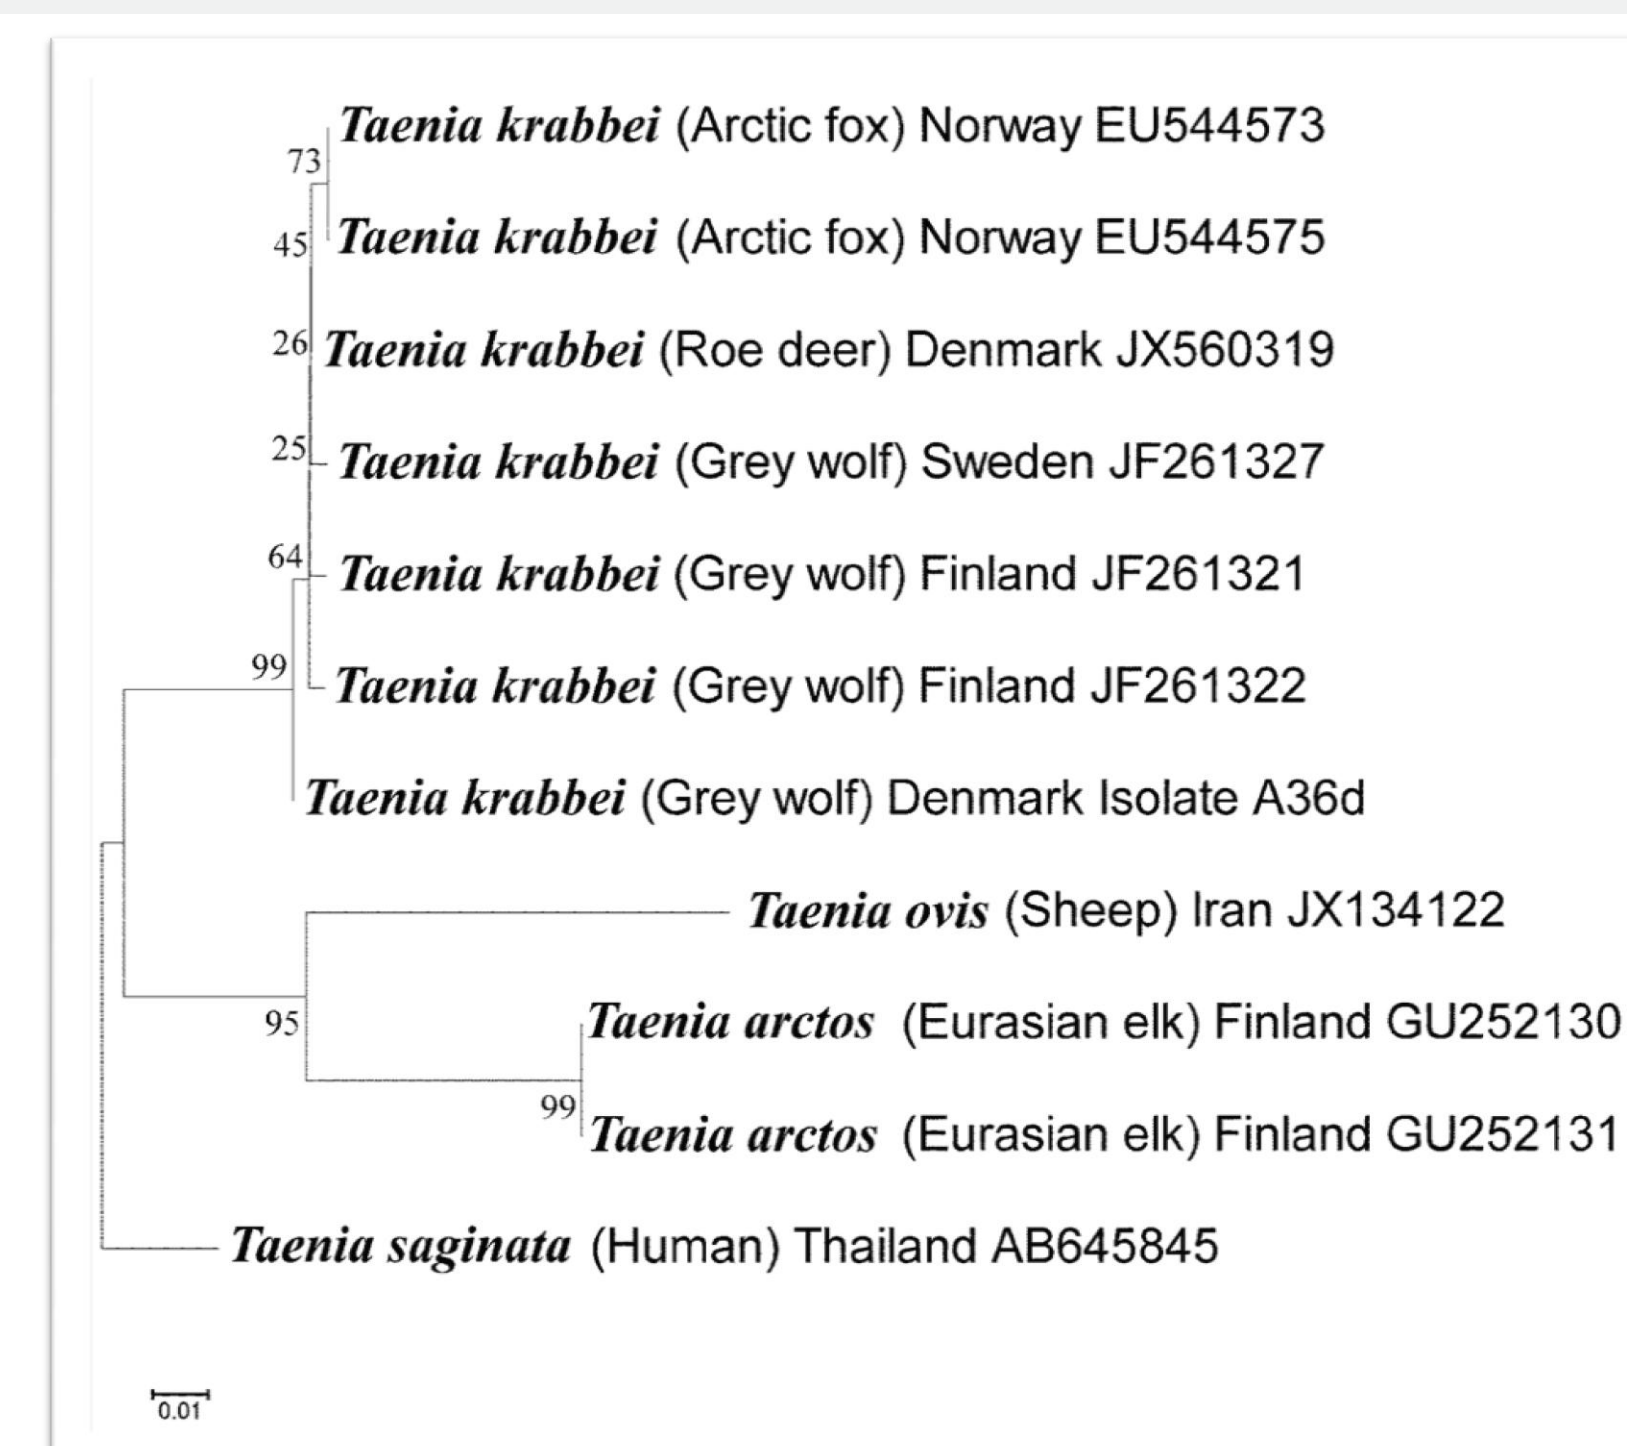 Taenia krabbei (Arctic fox) Norway EU544573
73
45
Taenia krabbei (Arctic fox) Norway EU544575
26
Taenia krabbei (Roe deer) Denmark JX560319
25
Taenia krabbei (Grey wolf) Sweden JF261327
64
Taenia krabbei (Grey wolf) Finland JF261321
99
Taenia krabbei (Grey wolf) Finland JF261322
Taenia krabbei (Grey wolf) Denmark Isolate A36d
Taenia ovis (Sheep) Iran JX134122
95
Taenia arctos (Eurasian elk) Finland GU252130
99
Taenia arctos (Eurasian elk) Finland GU252131
Taenia saginata (Human) Thailand AB645845
0.01